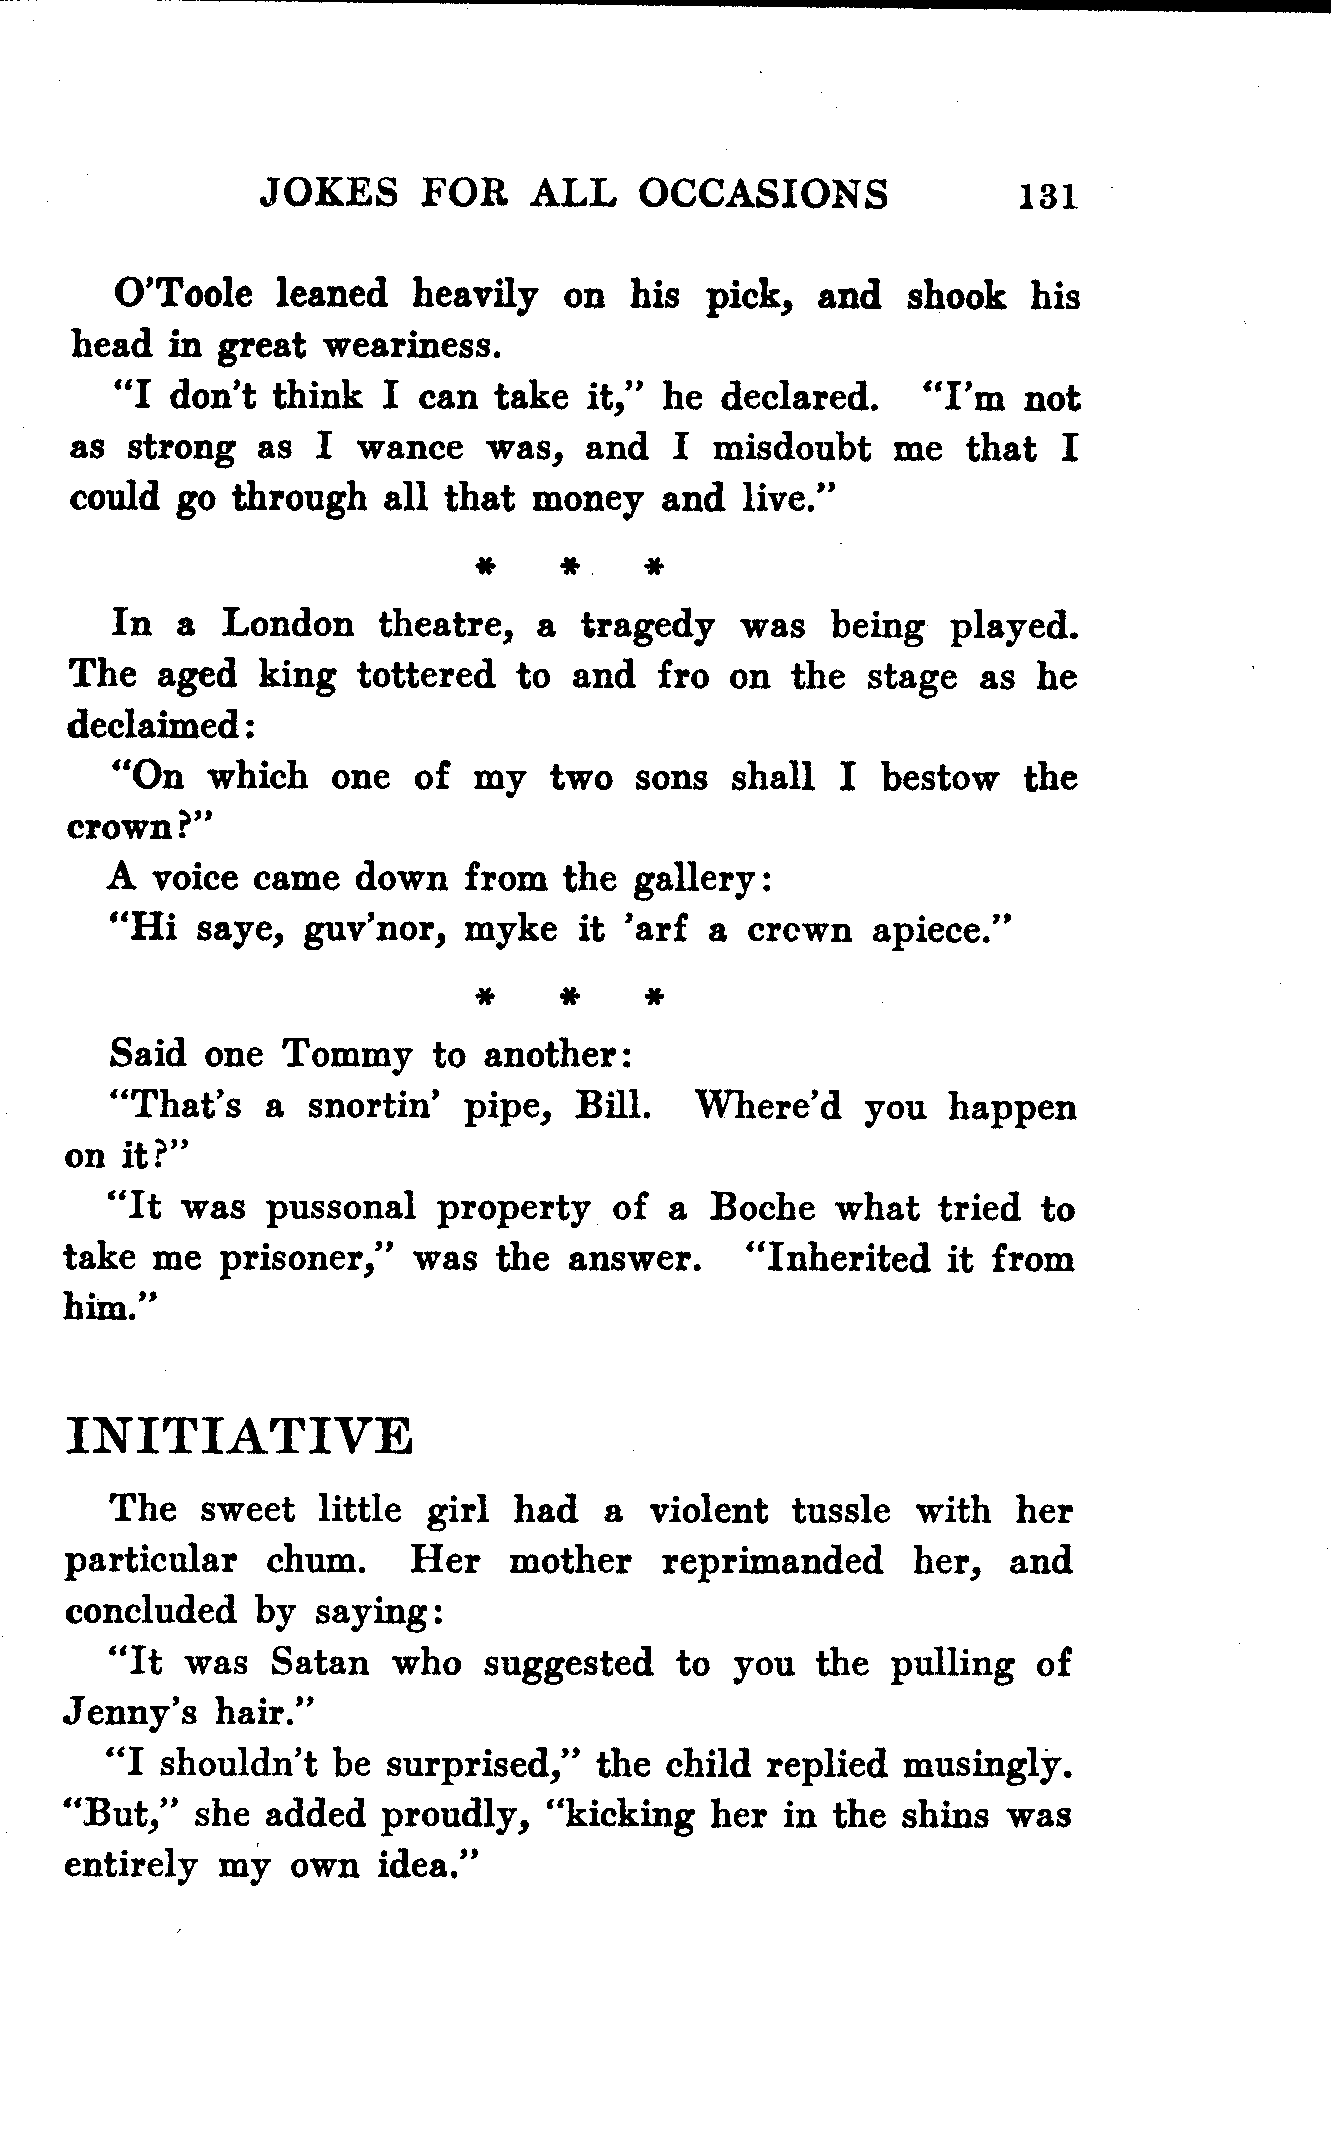 JOKES FOR ALL OCCASIONS 131
O'Toole leaned heavily on his pick, and shook his
head in great weariness.
"I don't think I can take it," he declared. "I'm not
as strong as I wance was, and I misdoubt me that I
could go through all that money and live."
* * *
In a London theatre, a tragedy was being played.
The aged king tottered to and fro on the stage as he
declaimed:
"On which one of my two sons shall I bestow the
crown?"
A voice came down from the gallery:
"Hi saye, guv'nor, myke it 'arf a crown apiece."
* * *
Said one Tommy to another:
"That's a snortin' pipe, Bill. Where'd you happen
on it?"
"It was pussonal property of a Boche what tried to
take me prisoner," was the answer. "Inherited it from
him."
INITIATIVE
The sweet little girl had a violent tussle with her
particular chum. Her mother reprimanded her, and
concluded by saying:
"It was Satan who suggested to you the pulling of
Jenny's hair."
"I shouldn't be surprised," the child replied musingly.
"But," she added proudly, "kicking her in the shins was
entirely my own idea."